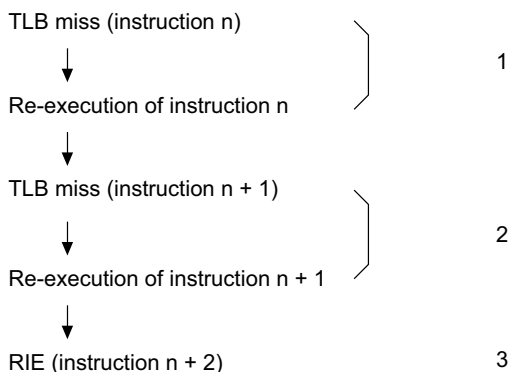 TLB miss (instruction n)
1
Re-execution of instruction n
TLB miss (instruction n + 1)
2
Re-execution of instruction n + 1
RIE (instruction n + 2)
3